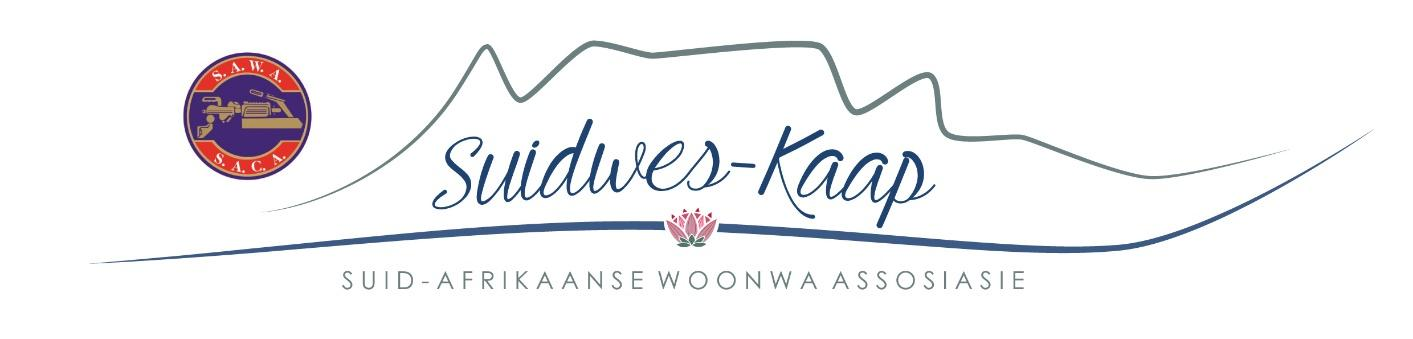 S. A. W. A.
S. A. C. A.
Suidwes-Kaap
SUID-AFRIKAANSE WOONWA ASSOSIASIE